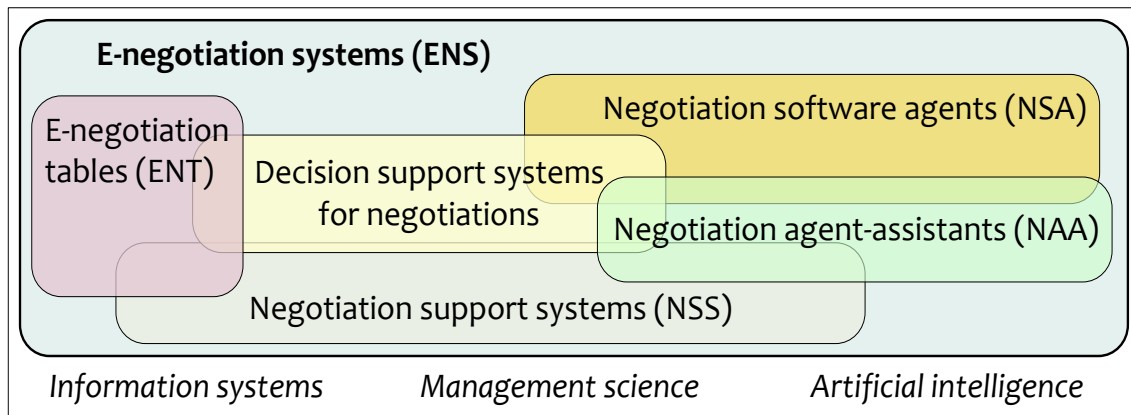 E-negotiation systems (ENS)
E-negotiation
tables (ENT)
Negotiation software agents (NSA)
Decision support systems
for negotiations
Negotiation agent-assistants (NAA)
Negotiation support systems (NSS)
Information systems
Management science
Artificial intelligence